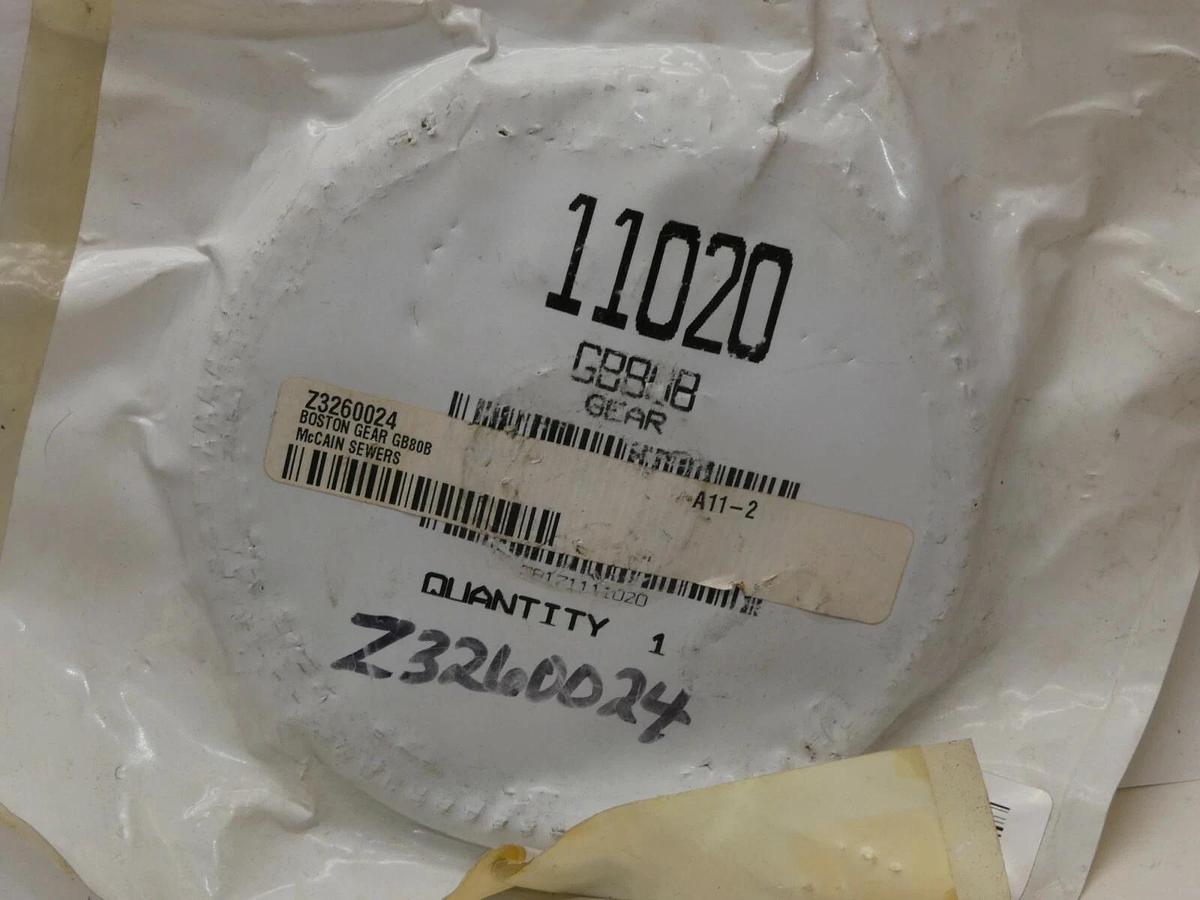 11020
GB80B
GEAR
Z3260024
BOSTON GEAR GB80B
McCAIN SEWERS
A11-2
QUANTITY 1
Z3260024